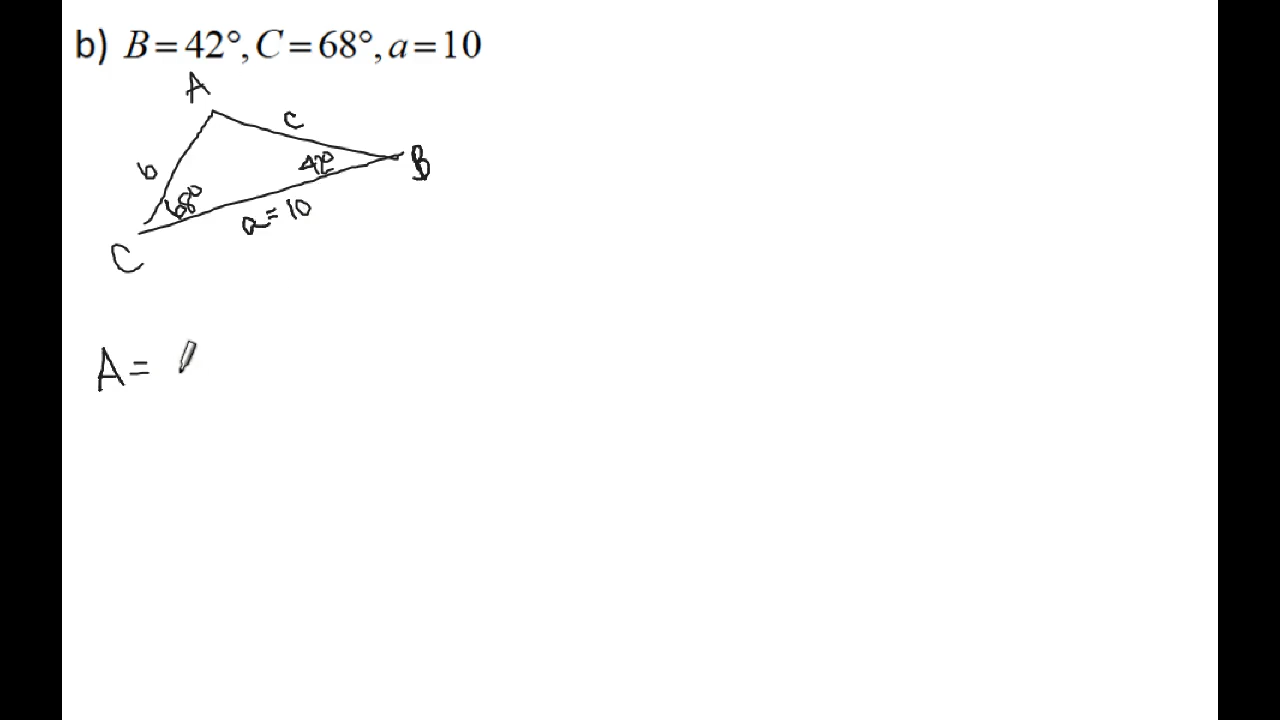 b) B = 42°, C = 68°, a = 10
A
c
b
42°
B
68°
a = 10
C
A =